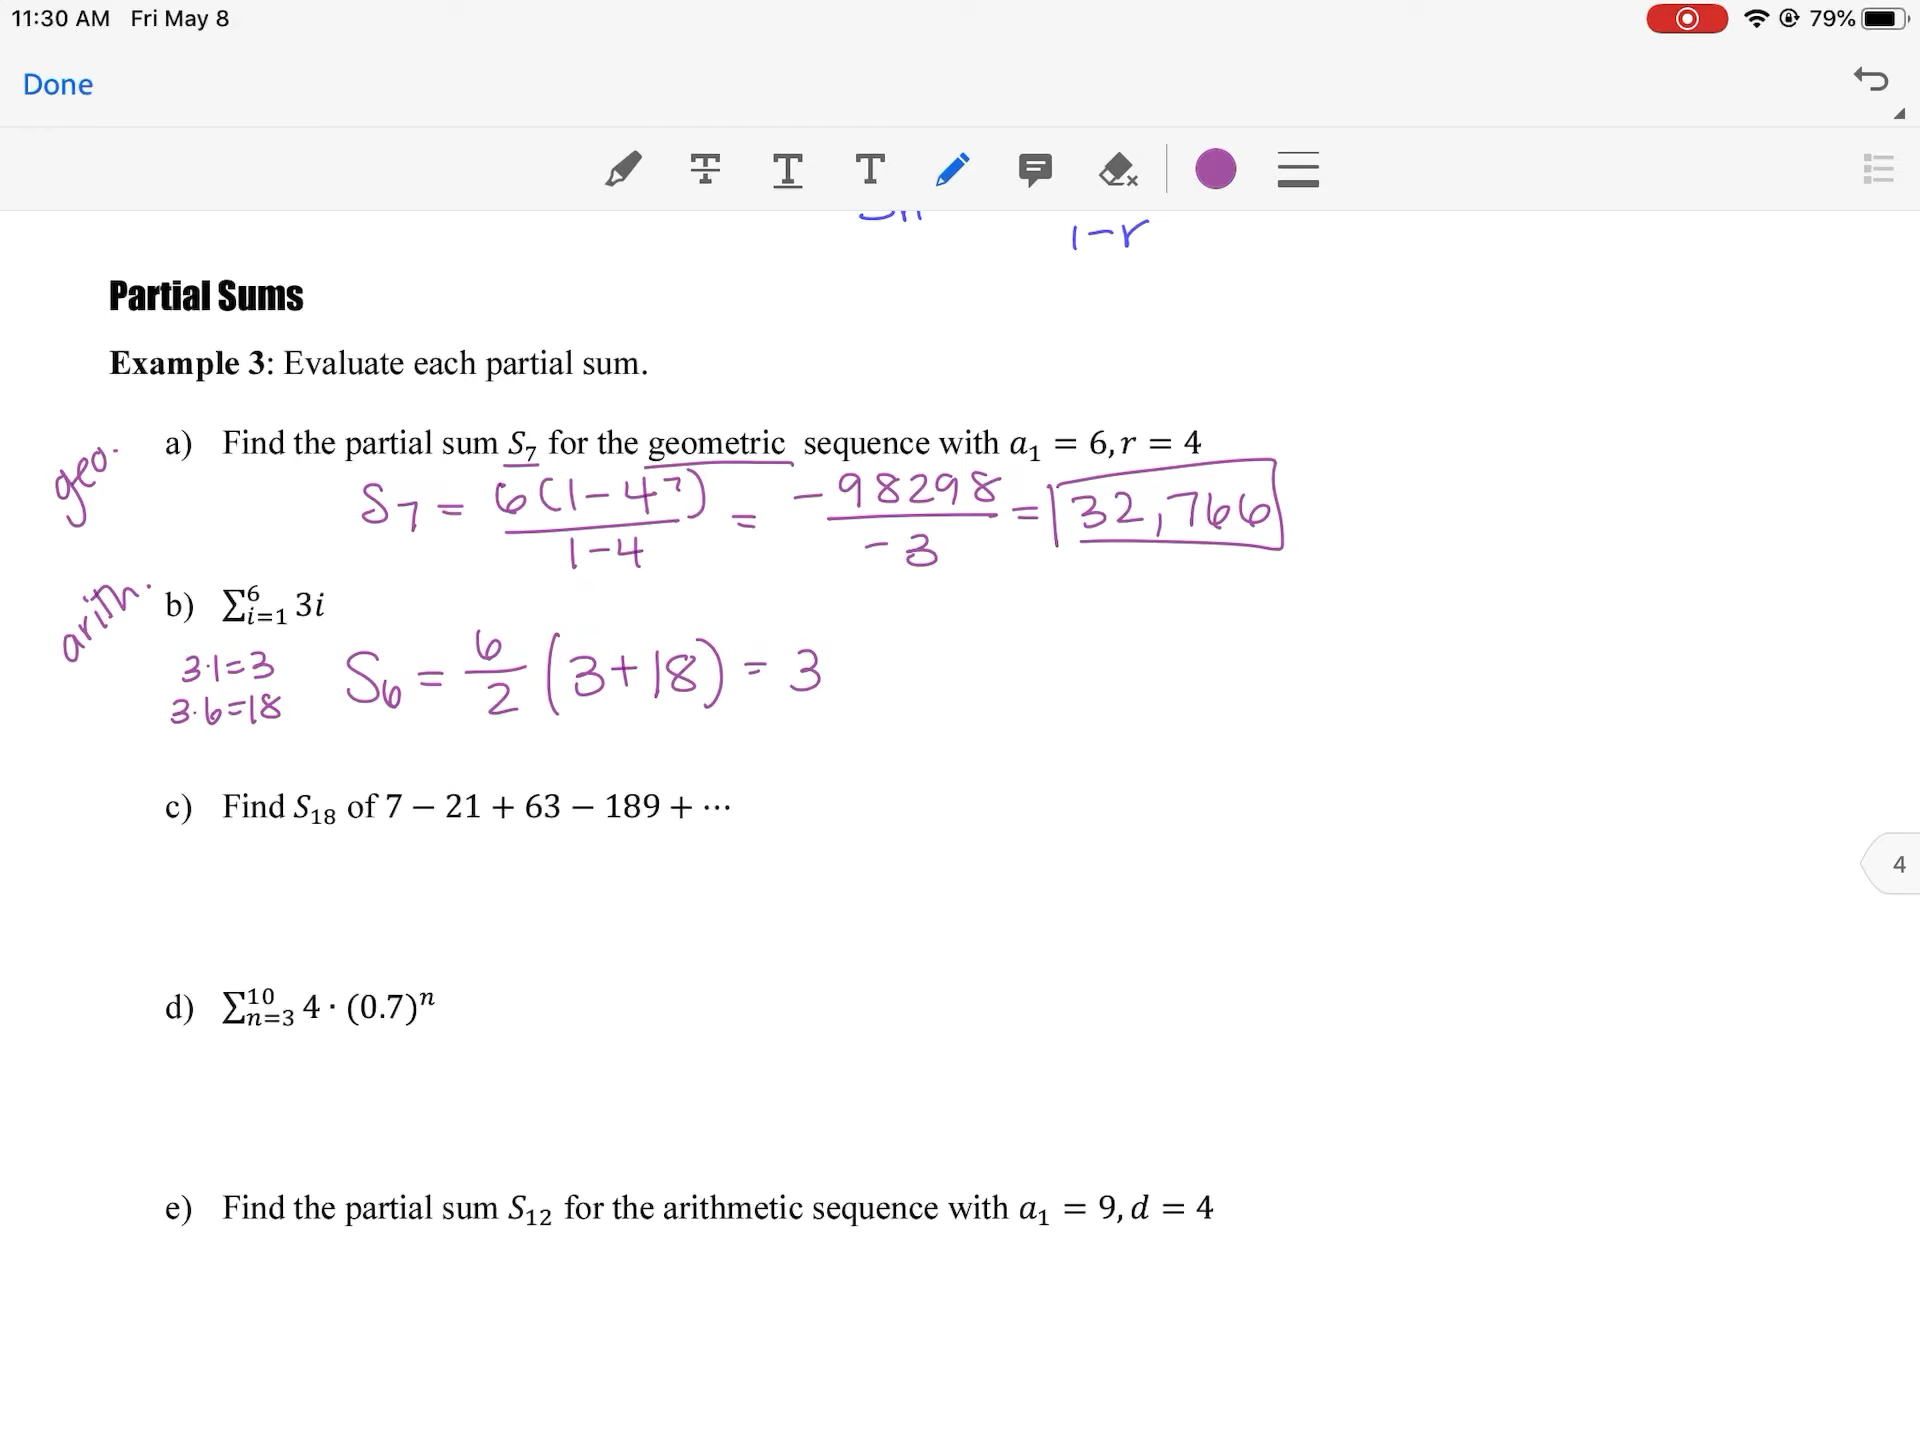 11:30 AM Fri May 8 79%
Done
1-r
Partial Sums
Example 3: Evaluate each partial sum.
geo.
a) Find the partial sum S₇ for the geometric sequence with a₁ = 6, r = 4
S₇ = 6(1-4⁷)/(1-4) = -98298/-3 = 32,766
arith.
b) ∑⁶ᵢ₌₁ 3i
3·1=3
3·6=18
S₆ = 6/2 (3+18) = 3
c) Find S₁₈ of 7 − 21 + 63 − 189 + ⋯
4
d) ∑¹⁰ₙ₌₃ 4 · (0.7)ⁿ
e) Find the partial sum S₁₂ for the arithmetic sequence with a₁ = 9, d = 4